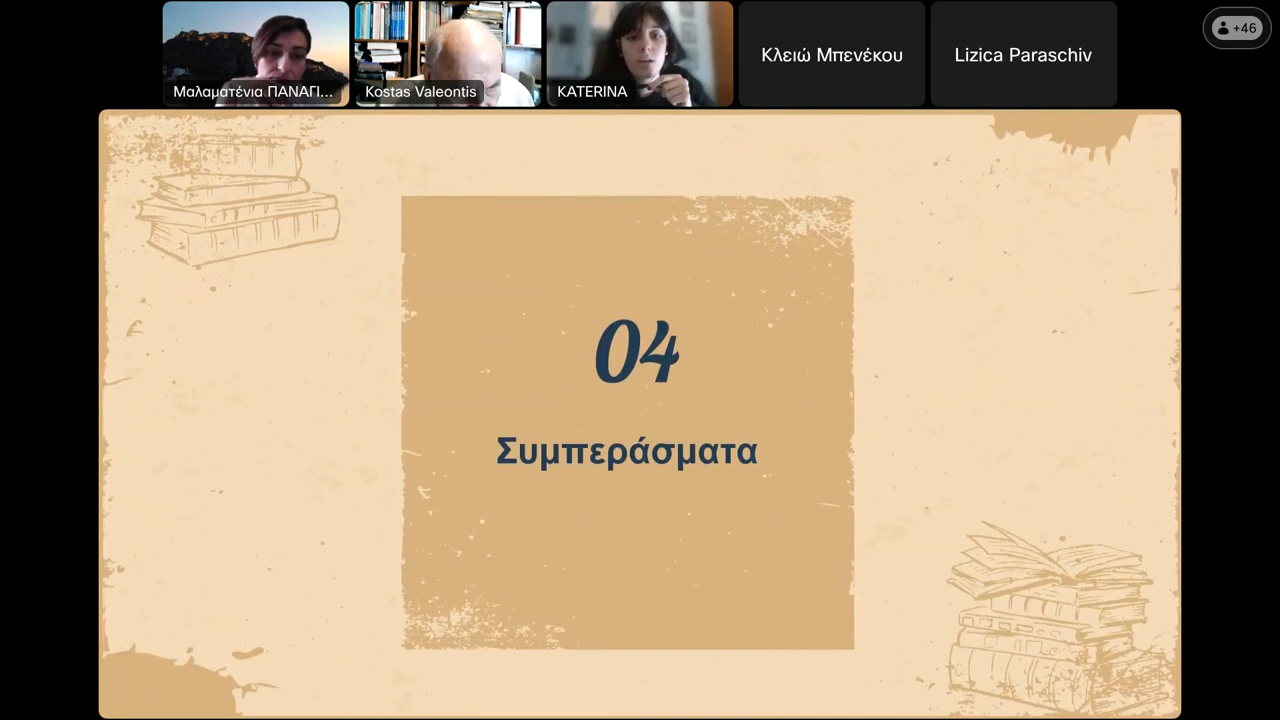 Μαλαματένια ΠΑΝΑΓΙ...
Kostas Valeontis
KATERINA
Κλειώ Μπενέκου
Lizica Paraschiv
+46
04
Συμπεράσματα